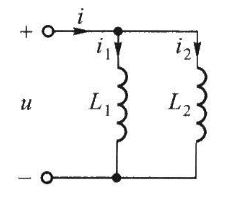 + i
i₁ i₂
u L₁ L₂
−